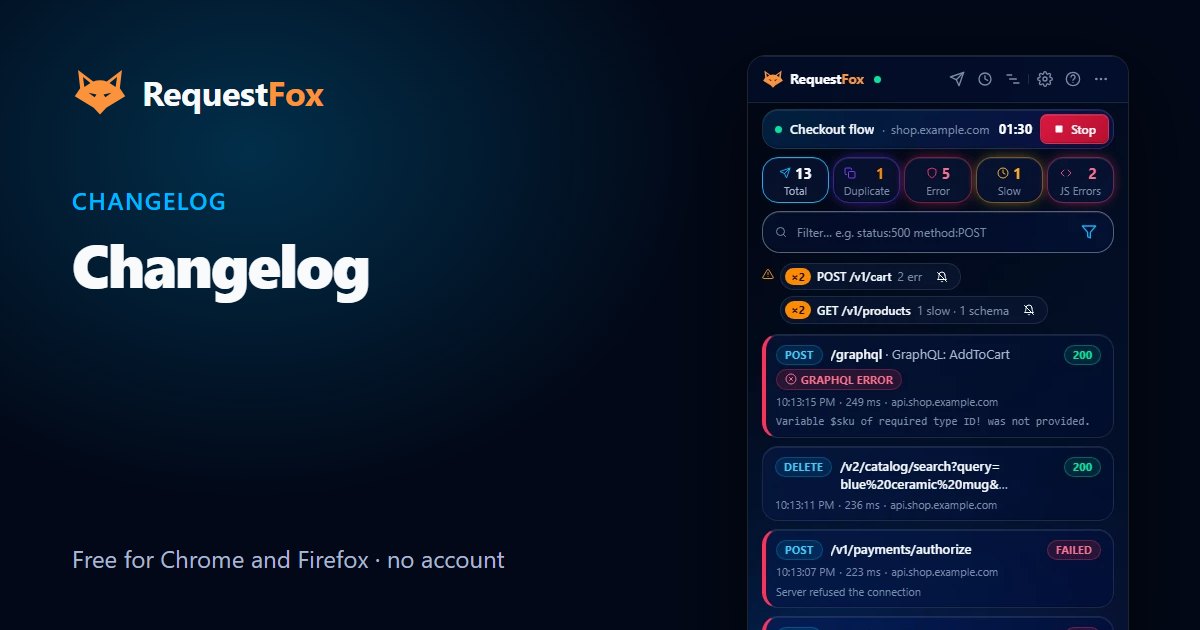 RequestFox
CHANGELOG
Changelog
Free for Chrome and Firefox · no account
RequestFox
Checkout flow · shop.example.com 01:30 Stop
13 Total
1 Duplicate
5 Error
1 Slow
2 JS Errors
Filter... e.g. status:500 method:POST
×2 POST /v1/cart 2 err
×2 GET /v1/products 1 slow · 1 schema
POST /graphql · GraphQL: AddToCart 200
GRAPHQL ERROR
10:13:15 PM · 249 ms · api.shop.example.com
Variable $sku of required type ID! was not provided.
DELETE /v2/catalog/search?query= 200
blue%20ceramic%20mug&...
10:13:11 PM · 236 ms · api.shop.example.com
POST /v1/payments/authorize FAILED
10:13:07 PM · 223 ms · api.shop.example.com
Server refused the connection